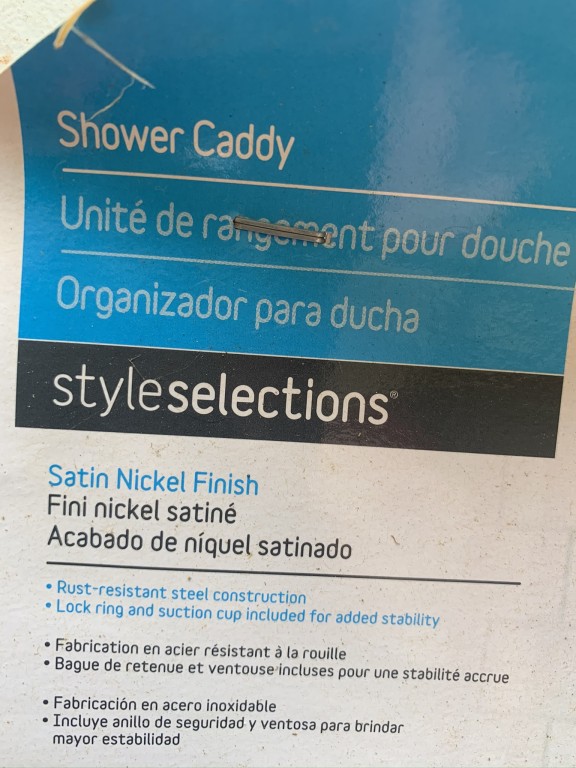 Shower Caddy
Unité de rangement pour douche
Organizador para ducha
styleselections®
Satin Nickel Finish
Fini nickel satiné
Acabado de níquel satinado
• Rust-resistant steel construction
• Lock ring and suction cup included for added stability
• Fabrication en acier résistant à la rouille
• Bague de retenue et ventouse incluses pour une stabilité accrue
• Fabricación en acero inoxidable
• Incluye anillo de seguridad y ventosa para brindar
mayor estabilidad